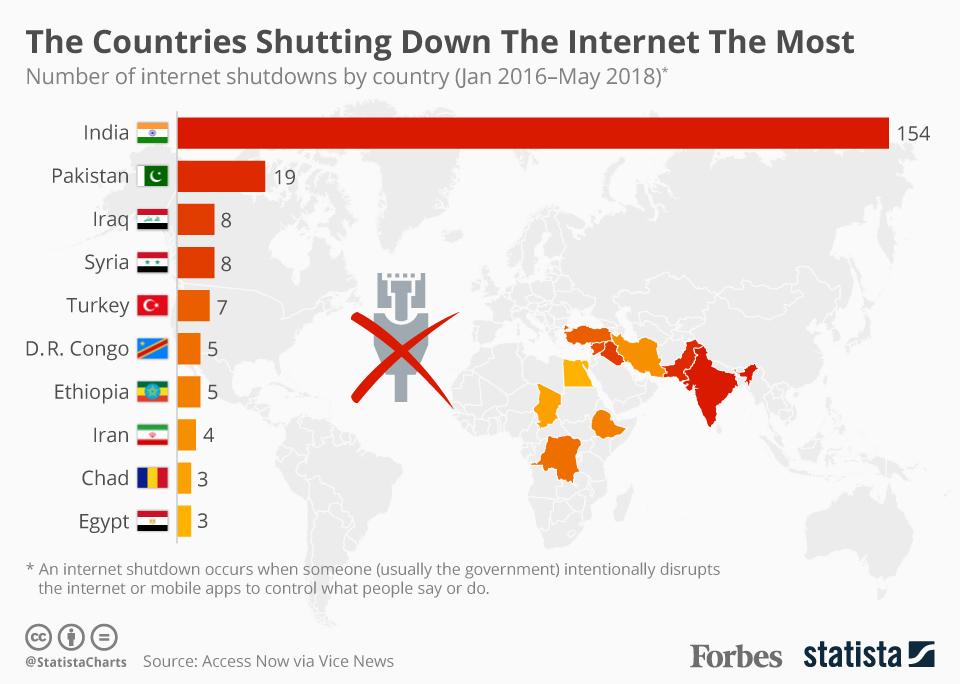 The Countries Shutting Down The Internet The Most
Number of internet shutdowns by country (Jan 2016–May 2018)*
India 154
Pakistan 19
Iraq 8
Syria 8
Turkey 7
D.R. Congo 5
Ethiopia 5
Iran 4
Chad 3
Egypt 3
* An internet shutdown occurs when someone (usually the government) intentionally disrupts
the internet or mobile apps to control what people say or do.
cc
@StatistaCharts Source: Access Now via Vice News
Forbes statista